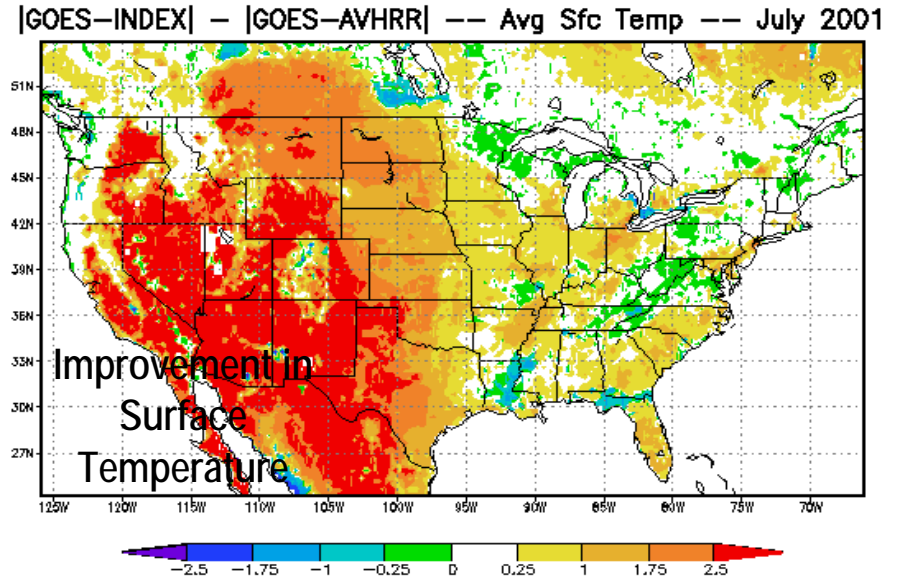 |GOES−INDEX| − |GOES−AVHRR| −− Avg Sfc Temp −− July 2001
51N
48N
45N
42N
39N
36N
33N
30N
27N
Improvement in
Surface
Temperature
125W 120W 115W 110W 105W 100W 95W 90W 85W 80W 75W 70W
−2.5 −1.75 −1 −0.25 0 0.25 1 1.75 2.5